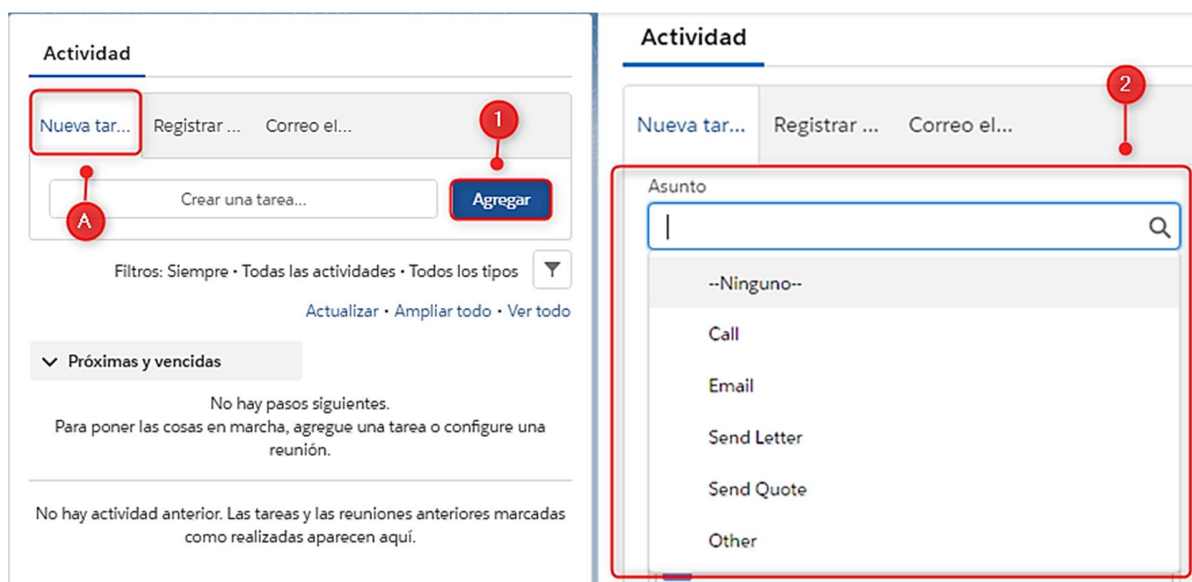 Actividad
Nueva tar...
Registrar ...
Correo el...
1
Crear una tarea...
Agregar
A
Filtros: Siempre • Todas las actividades • Todos los tipos
Actualizar • Ampliar todo • Ver todo
Próximas y vencidas
No hay pasos siguientes.
Para poner las cosas en marcha, agregue una tarea o configure una
reunión.
No hay actividad anterior. Las tareas y las reuniones anteriores marcadas
como realizadas aparecen aquí.
Actividad
2
Nueva tar...
Registrar ...
Correo el...
Asunto
--Ninguno--
Call
Email
Send Letter
Send Quote
Other